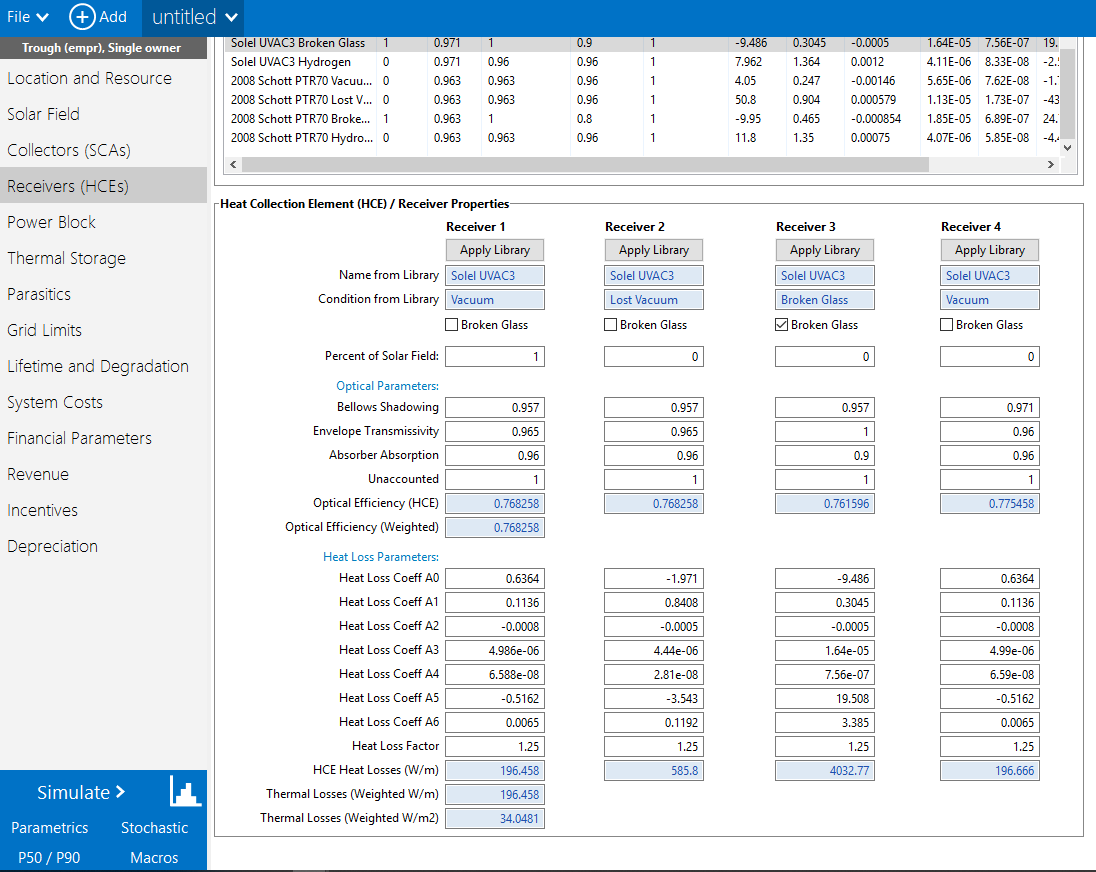 File Add untitled
Trough (empr), Single owner
Location and Resource
Solar Field
Collectors (SCAs)
Receivers (HCEs)
Power Block
Thermal Storage
Parasitics
Grid Limits
Lifetime and Degradation
System Costs
Financial Parameters
Revenue
Incentives
Depreciation
Simulate >
Parametrics Stochastic
P50 / P90 Macros
Solel UVAC3 Broken Glass 1 0.971 1 0.9 1 -9.486 0.3045 -0.0005 1.64E-05 7.56E-07 19.
Solel UVAC3 Hydrogen 0 0.971 0.96 0.96 1 7.962 1.364 0.0012 4.11E-06 8.33E-08 -2.
2008 Schott PTR70 Vacuu... 0 0.963 0.963 0.96 1 4.05 0.247 -0.00146 5.65E-06 7.62E-08 -1.
2008 Schott PTR70 Lost V... 0 0.963 0.963 0.96 1 50.8 0.904 0.000579 1.13E-05 1.73E-07 -43
2008 Schott PTR70 Broke... 1 0.963 1 0.8 1 -9.95 0.465 -0.000854 1.85E-05 6.89E-07 24.
2008 Schott PTR70 Hydro... 0 0.963 0.963 0.96 1 11.8 1.35 0.00075 4.07E-06 5.85E-08 -4.
Heat Collection Element (HCE) / Receiver Properties
Receiver 1 Receiver 2 Receiver 3 Receiver 4
Apply Library Apply Library Apply Library Apply Library
Name from Library Solel UVAC3 Solel UVAC3 Solel UVAC3 Solel UVAC3
Condition from Library Vacuum Lost Vacuum Broken Glass Vacuum
Broken Glass Broken Glass Broken Glass Broken Glass
Percent of Solar Field: 1 0 0 0
Optical Parameters:
Bellows Shadowing 0.957 0.957 0.957 0.971
Envelope Transmissivity 0.965 0.965 1 0.96
Absorber Absorption 0.96 0.96 0.9 0.96
Unaccounted 1 1 1 1
Optical Efficiency (HCE) 0.768258 0.768258 0.761596 0.775458
Optical Efficiency (Weighted) 0.768258
Heat Loss Parameters:
Heat Loss Coeff A0 0.6364 -1.971 -9.486 0.6364
Heat Loss Coeff A1 0.1136 0.8408 0.3045 0.1136
Heat Loss Coeff A2 -0.0008 -0.0005 -0.0005 -0.0008
Heat Loss Coeff A3 4.986e-06 4.44e-06 1.64e-05 4.99e-06
Heat Loss Coeff A4 6.588e-08 2.81e-08 7.56e-07 6.59e-08
Heat Loss Coeff A5 -0.5162 -3.543 19.508 -0.5162
Heat Loss Coeff A6 0.0065 0.1192 3.385 0.0065
Heat Loss Factor 1.25 1.25 1.25 1.25
HCE Heat Losses (W/m) 196.458 585.8 4032.77 196.666
Thermal Losses (Weighted W/m) 196.458
Thermal Losses (Weighted W/m2) 34.0481